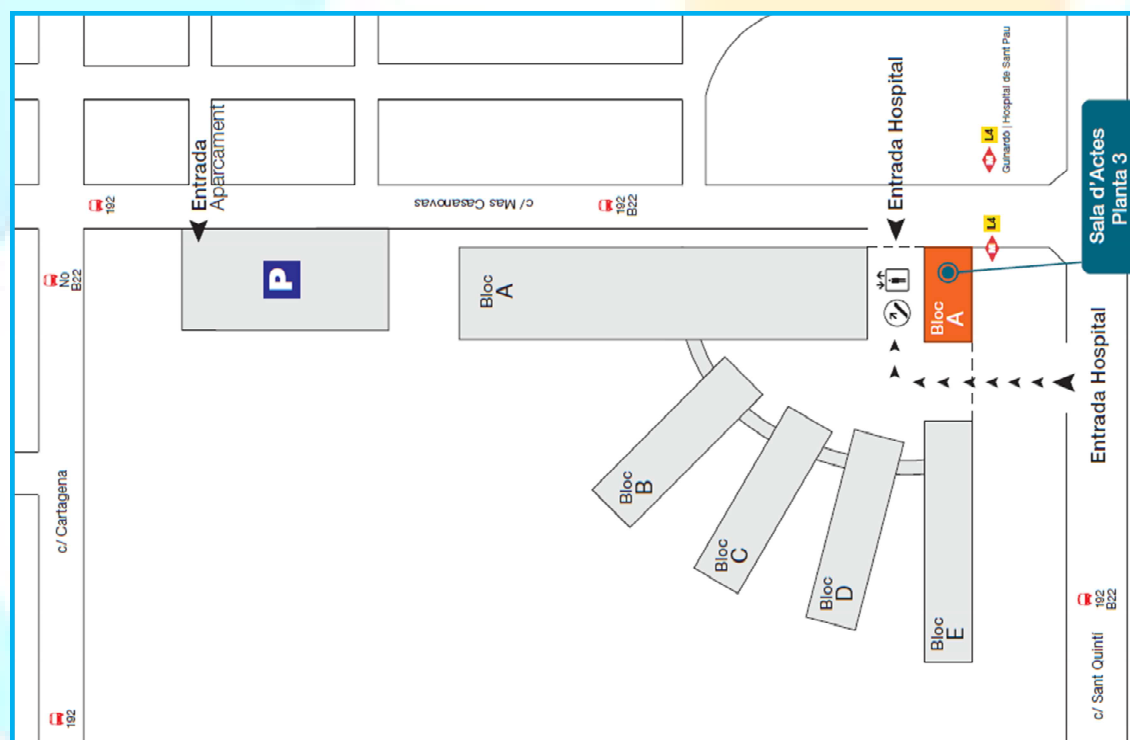 192
Entrada
Aparcament
c/ Mas Casanovas
192
B22
Entrada Hospital
L4
Guinardó | Hospital de Sant Pau
Sala d'Actes
Planta 3
N0
B22
P
Bloc
A
Bloc
A
L4
Entrada Hospital
c/ Cartagena
Bloc
B
Bloc
C
Bloc
D
Bloc
E
192
B22
c/ Sant Quintí
192